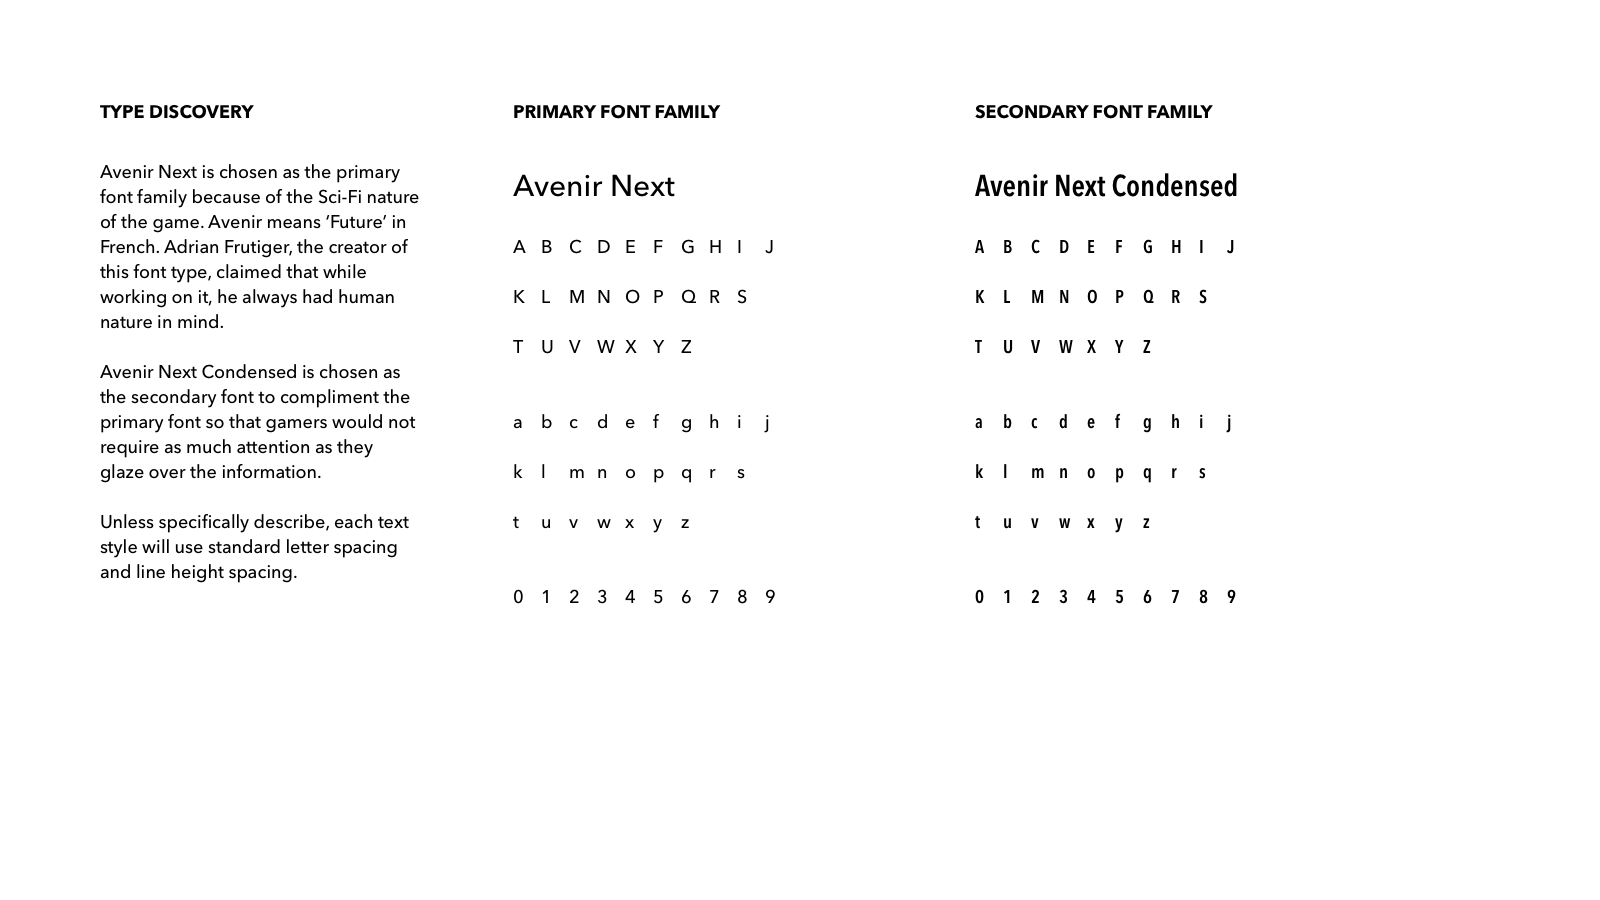 TYPE DISCOVERY
Avenir Next is chosen as the primary
font family because of the Sci-Fi nature
of the game. Avenir means ‘Future’ in
French. Adrian Frutiger, the creator of
this font type, claimed that while
working on it, he always had human
nature in mind.
Avenir Next Condensed is chosen as
the secondary font to compliment the
primary font so that gamers would not
require as much attention as they
glaze over the information.
Unless specifically describe, each text
style will use standard letter spacing
and line height spacing.
PRIMARY FONT FAMILY
Avenir Next
A B C D E F G H I J
K L M N O P Q R S
T U V W X Y Z
a b c d e f g h i j
k l m n o p q r s
t u v w x y z
0 1 2 3 4 5 6 7 8 9
SECONDARY FONT FAMILY
Avenir Next Condensed
A B C D E F G H I J
K L M N O P Q R S
T U V W X Y Z
a b c d e f g h i j
k l m n o p q r s
t u v w x y z
0 1 2 3 4 5 6 7 8 9